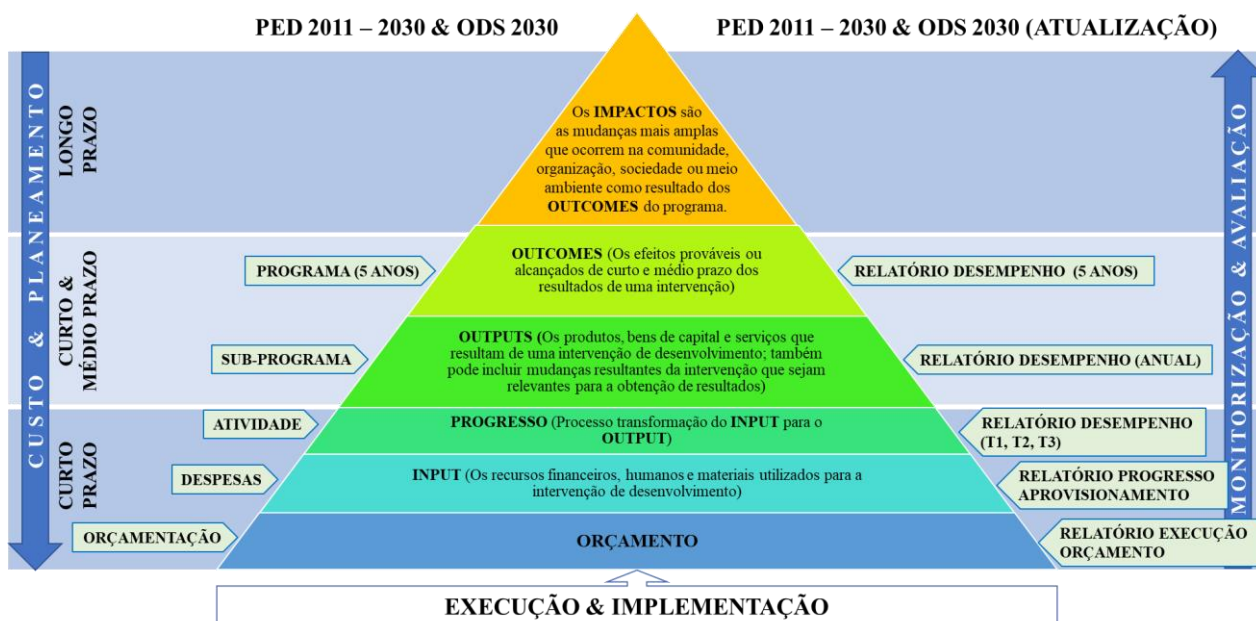 PED 2011 – 2030 & ODS 2030
PED 2011 – 2030 & ODS 2030 (ATUALIZAÇÃO)
CUSTO & PLANEAMENTO
LONGO
PRAZO
Os IMPACTOS são
as mudanças mais amplas
que ocorrem na comunidade,
organização, sociedade ou meio
ambiente como resultado dos
OUTCOMES do programa.
MONITORIZAÇÃO & AVALIAÇÃO
CURTO &
MÉDIO PRAZO
PROGRAMA (5 ANOS)
OUTCOMES (Os efeitos prováveis ou
alcançados de curto e médio prazo dos
resultados de uma intervenção)
RELATÓRIO DESEMPENHO (5 ANOS)
SUB-PROGRAMA
OUTPUTS (Os produtos, bens de capital e serviços que
resultam de uma intervenção de desenvolvimento; também
pode incluir mudanças resultantes da intervenção que sejam
relevantes para a obtenção de resultados)
RELATÓRIO DESEMPENHO (ANUAL)
CURTO
PRAZO
ATIVIDADE
PROGRESSO (Processo transformação do INPUT para o
OUTPUT)
RELATÓRIO DESEMPENHO
(T1, T2, T3)
DESPESAS
INPUT (Os recursos financeiros, humanos e materiais utilizados para a
intervenção de desenvolvimento)
RELATÓRIO PROGRESSO
APROVISIONAMENTO
ORÇAMENTAÇÃO
ORÇAMENTO
RELATÓRIO EXECUÇÃO
ORÇAMENTO
EXECUÇÃO & IMPLEMENTAÇÃO